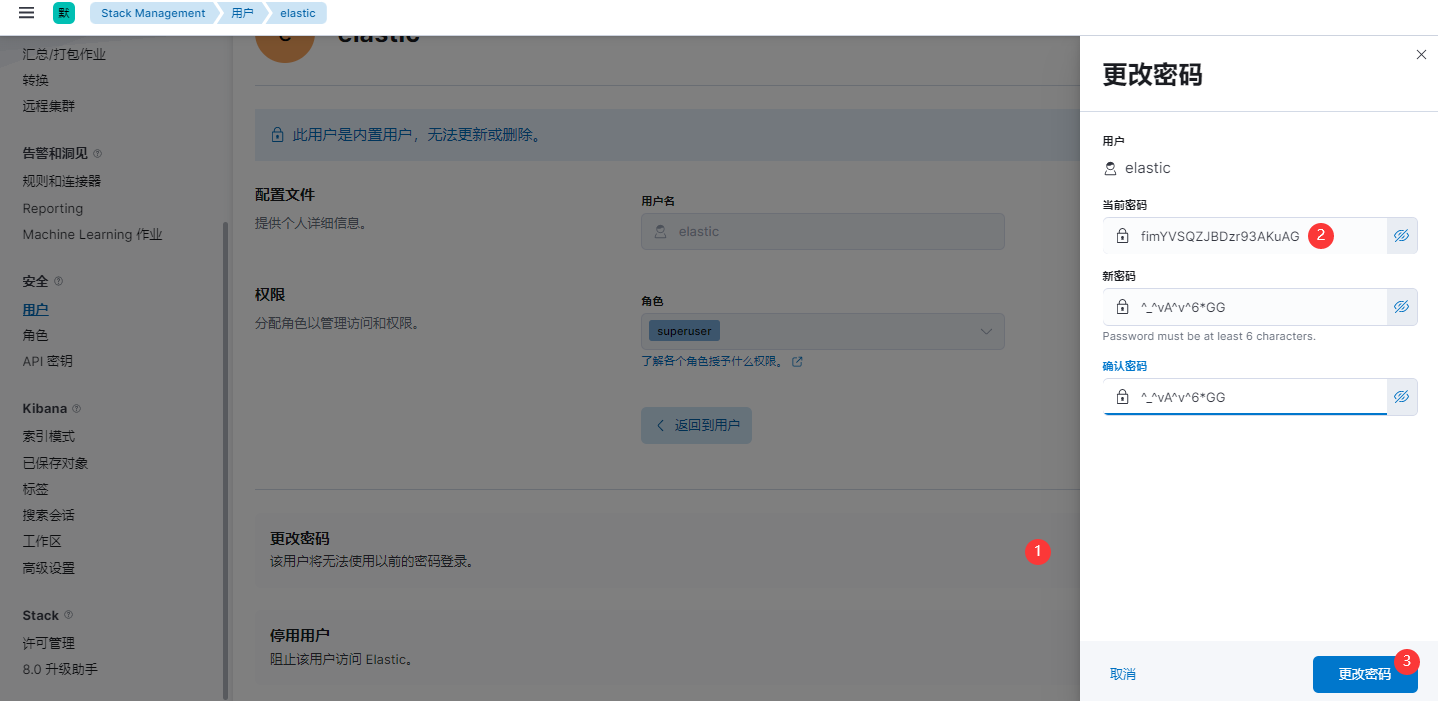 默 Stack Management 用户 elastic
汇总/打包作业
转换
远程集群
告警和洞见
规则和连接器
Reporting
Machine Learning 作业
安全
用户
角色
API 密钥
Kibana
索引模式
已保存对象
标签
搜索会话
工作区
高级设置
Stack
许可管理
8.0 升级助手
elastic
此用户是内置用户，无法更新或删除。
配置文件
提供个人详细信息。
用户名
elastic
权限
分配角色以管理访问和权限。
角色
superuser
了解各个角色授予什么权限。
返回到用户
更改密码
该用户将无法使用以前的密码登录。
1
停用用户
阻止该用户访问 Elastic。
更改密码
用户
elastic
当前密码
fimYVSQZJBDzr93AKuAG 2
新密码
^_^vA^v^6*GG
Password must be at least 6 characters.
确认密码
^_^vA^v^6*GG
取消
更改密码 3